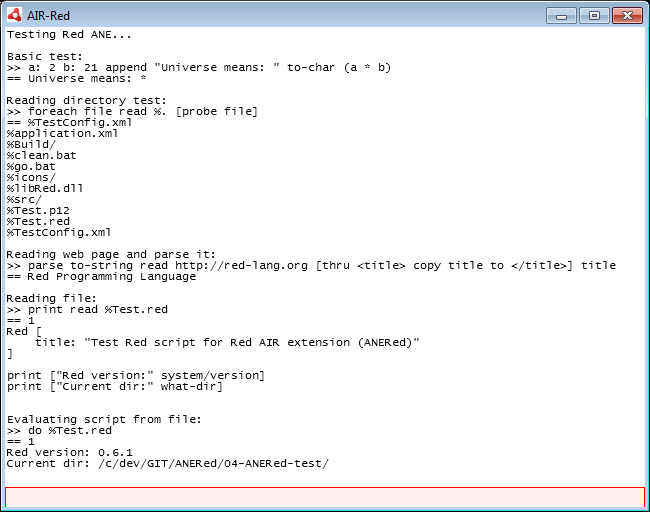 AIR-Red
Testing Red ANE...
Basic test:
>> a: 2 b: 21 append "Universe means: " to-char (a * b)
== Universe means: *
Reading directory test:
>> foreach file read %. [probe file]
== %TestConfig.xml
%application.xml
%Build/
%clean.bat
%go.bat
%icons/
%libRed.dll
%src/
%Test.p12
%Test.red
%TestConfig.xml
Reading web page and parse it:
>> parse to-string read http://red-lang.org [thru <title> copy title to </title>] title
== Red Programming Language
Reading file:
>> print read %Test.red
== 1
Red [
    title: "Test Red script for Red AIR extension (ANERed)"
]
print ["Red version:" system/version]
print ["Current dir:" what-dir]
Evaluating script from file:
>> do %Test.red
== 1
Red version: 0.6.1
Current dir: /c/dev/GIT/ANERed/04-ANERed-test/